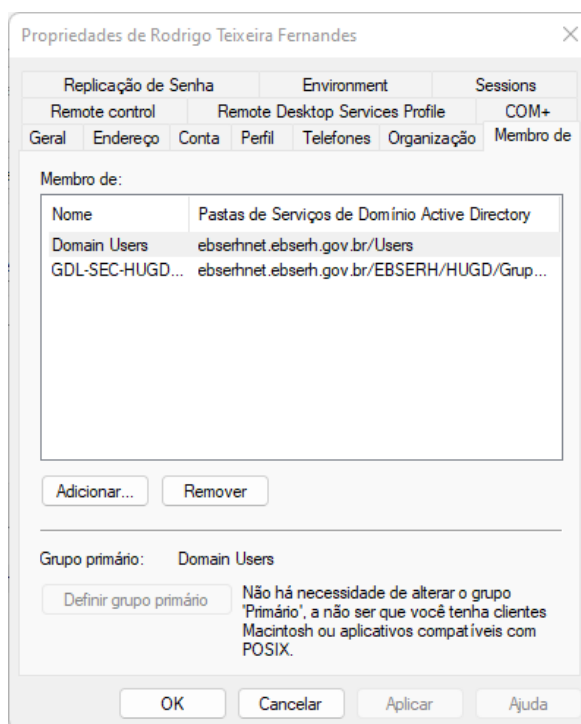 Propriedades de Rodrigo Teixeira Fernandes
Replicação de Senha Environment Sessions
Remote control Remote Desktop Services Profile COM+
Geral Endereço Conta Perfil Telefones Organização Membro de
Membro de:
Nome Pastas de Serviços de Domínio Active Directory
Domain Users ebserhnet.ebserh.gov.br/Users
GDL-SEC-HUGD... ebserhnet.ebserh.gov.br/EBSERH/HUGD/Grup...
Adicionar... Remover
Grupo primário: Domain Users
Definir grupo primário
Não há necessidade de alterar o grupo
'Primário', a não ser que você tenha clientes
Macintosh ou aplicativos compatíveis com
POSIX.
OK Cancelar Aplicar Ajuda